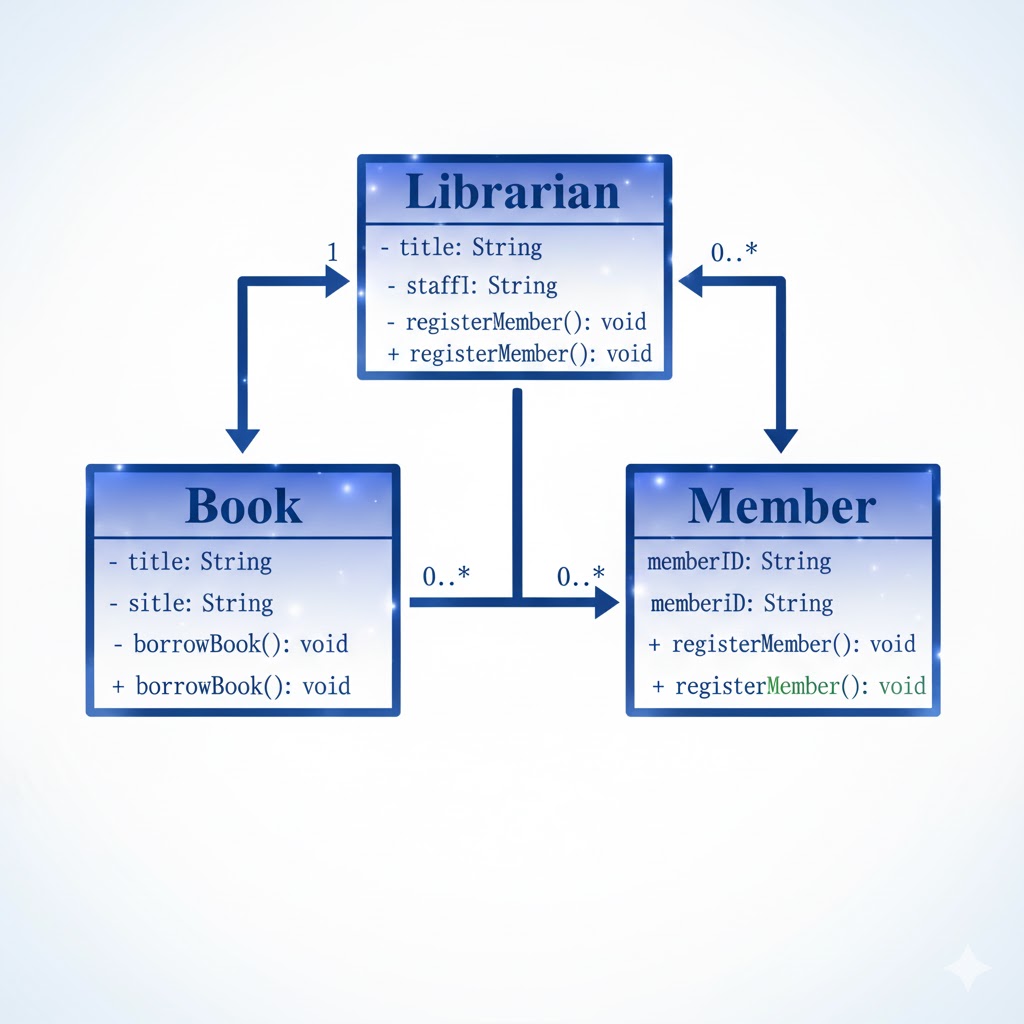 Librarian
- title: String
- staffI: String
- registerMember(): void
+ registerMember(): void
1
0..*
Book
- title: String
- sitle: String
- borrowBook(): void
+ borrowBook(): void
0..*
0..*
Member
memberID: String
memberiD: String
+ registerMember(): void
+ registerMember(): void